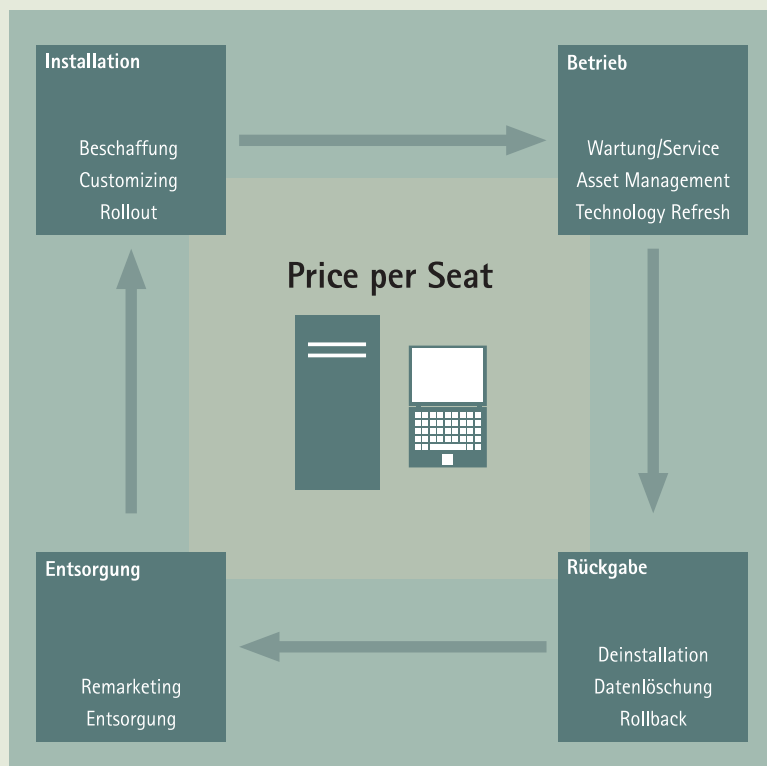 Installation
Beschaffung
Customizing
Rollout
Betrieb
Wartung/Service
Asset Management
Technology Refresh
Price per Seat
Entsorgung
Remarketing
Entsorgung
Rückgabe
Deinstallation
Datenlöschung
Rollback